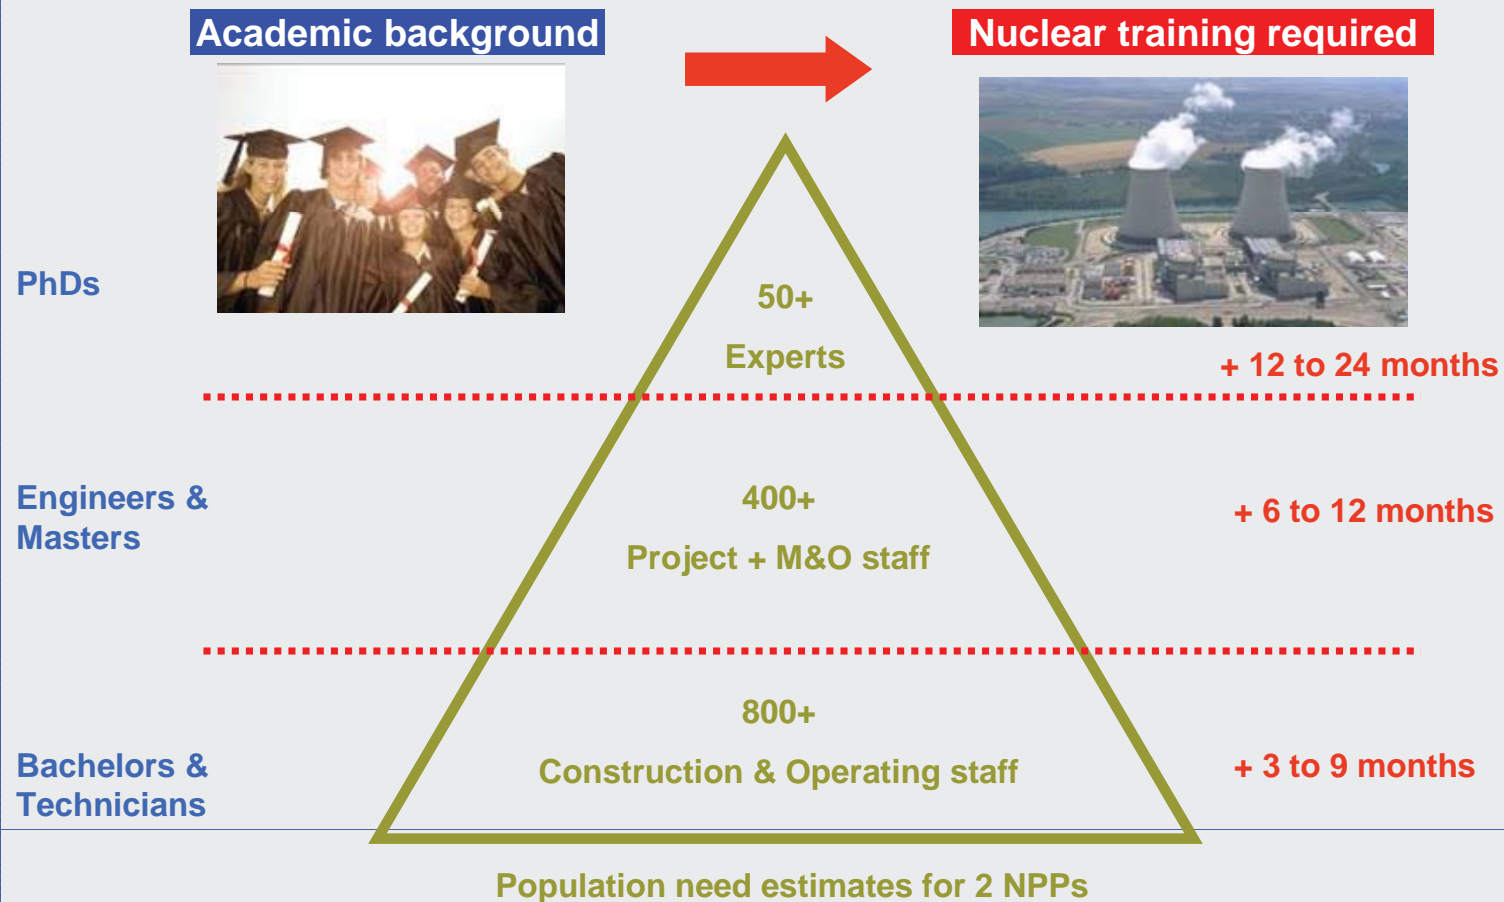 Academic background
Nuclear training required
PhDs
50+
Experts
+ 12 to 24 months
Engineers &
Masters
400+
Project + M&O staff
+ 6 to 12 months
800+
Bachelors &
Technicians
Construction & Operating staff
+ 3 to 9 months
Population need estimates for 2 NPPs